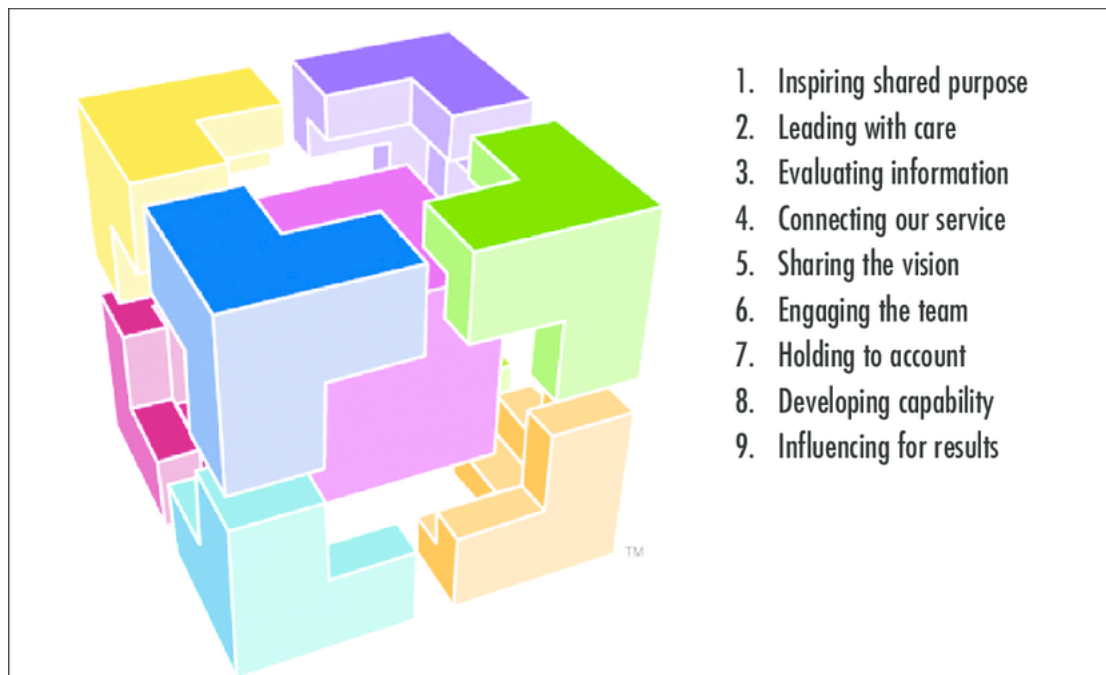 1. Inspiring shared purpose
2. Leading with care
3. Evaluating information
4. Connecting our service
5. Sharing the vision
6. Engaging the team
7. Holding to account
8. Developing capability
9. Influencing for results
TM